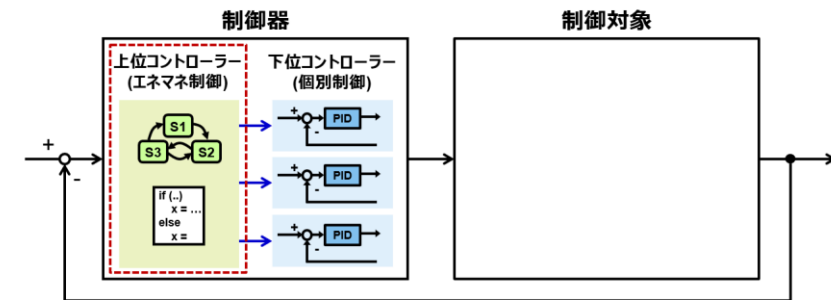 制御器
制御対象
上位コントローラー
(エネマネ制御)
下位コントローラー
(個別制御)
S1
S3
S2
if (..)
x = ...
else
x =
+
-
+
-
PID
+
-
PID
+
-
PID